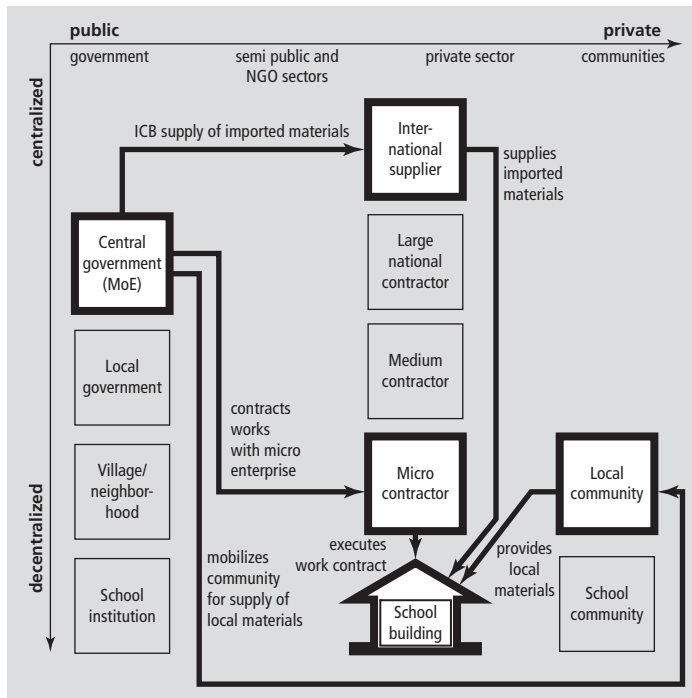 public
private
government
semi public and
NGO sectors
private sector
communities
centralized
decentralized
ICB supply of imported materials
Inter-
national
supplier
supplies
imported
materials
Central
government
(MoE)
Large
national
contractor
Local
government
Medium
contractor
contracts
works
with micro
enterprise
Village/
neighbor-
hood
Micro
contractor
Local
community
executes
work contract
provides
local
materials
mobilizes
community
for supply of
local materials
School
institution
School
building
School
community